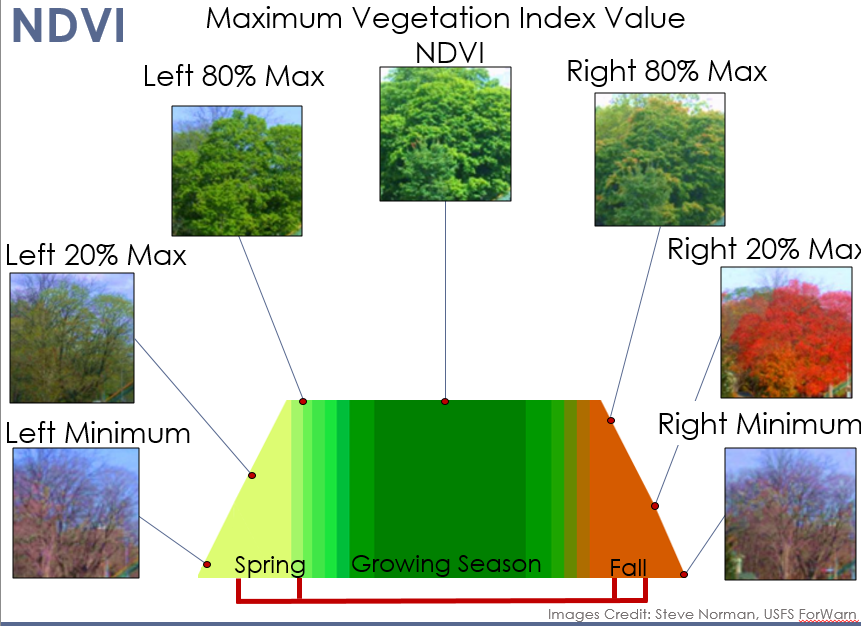 NDVI
Maximum Vegetation Index Value
NDVI
Left 80% Max
Right 80% Max
Left 20% Max
Right 20% Max
Left Minimum
Right Minimum
Spring
Growing Season
Fall
Images Credit: Steve Norman, USFS ForWarn